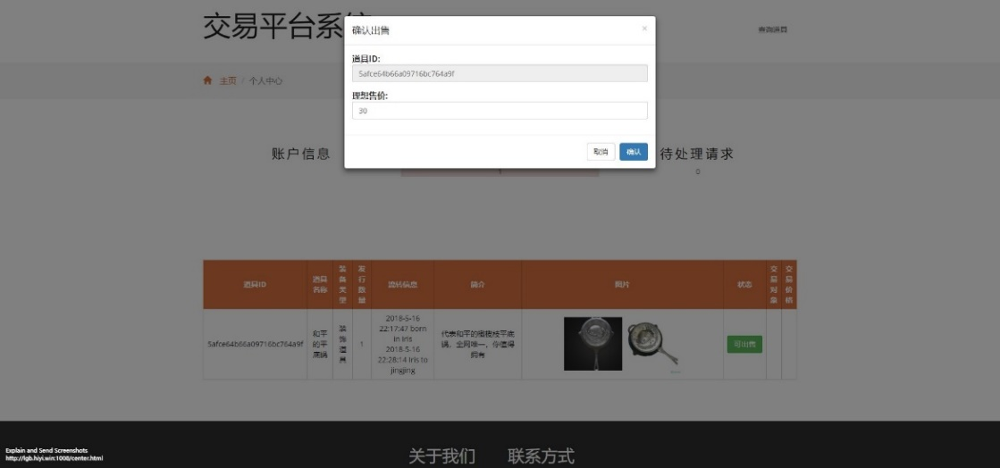 交易平台系统
查询道具
主页 / 个人中心
确认出售
×
道具ID:
5afce64b66a09716bc764a9f
理想售价:
30
取消 确认
账户信息
待处理请求
1
0
道具ID 道具名称 装备类型 发行数量 流转信息 简介 照片 状态 交易对象 交易价格
5afce64b66a09716bc764a9f
和平的平底锅
装饰道具
1
2018-5-16
22:17:47 born
in Iris
2018-5-16
22:28:14 Iris to
jingjing
代表和平的橄榄枝平底
锅,全网唯一,你值得
拥有
可出售
关于我们 联系方式
Explain and Send Screenshots
http://lgb.hiyi.win:1008/center.html